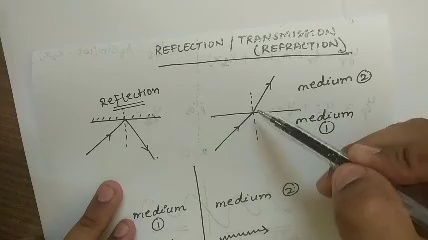 REFLECTION / TRANSMISSION
(REFRACTION)
Reflection
medium ②
medium
①
medium ②
medium
①